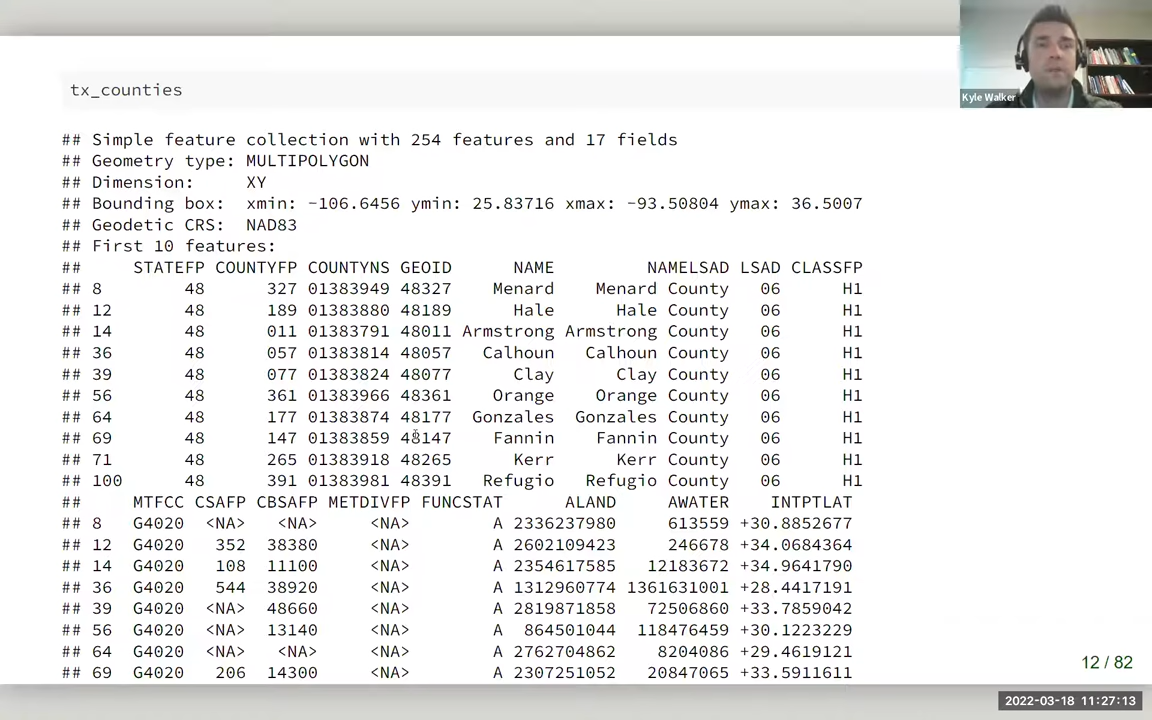 Kyle Walker
tx_counties
## Simple feature collection with 254 features and 17 fields
## Geometry type: MULTIPOLYGON
## Dimension:     XY
## Bounding box:  xmin: -106.6456 ymin: 25.83716 xmax: -93.50804 ymax: 36.5007
## Geodetic CRS:  NAD83
## First 10 features:
##     STATEFP COUNTYFP COUNTYNS GEOID      NAME         NAMELSAD LSAD CLASSFP
## 8        48      327 01383949 48327    Menard    Menard County   06      H1
## 12       48      189 01383880 48189      Hale      Hale County   06      H1
## 14       48      011 01383791 48011 Armstrong Armstrong County   06      H1
## 36       48      057 01383814 48057   Calhoun   Calhoun County   06      H1
## 39       48      077 01383824 48077      Clay      Clay County   06      H1
## 56       48      361 01383966 48361    Orange    Orange County   06      H1
## 64       48      177 01383874 48177  Gonzales  Gonzales County   06      H1
## 69       48      147 01383859 48147    Fannin    Fannin County   06      H1
## 71       48      265 01383918 48265      Kerr      Kerr County   06      H1
## 100      48      391 01383981 48391   Refugio   Refugio County   06      H1
##     MTFCC CSAFP CBSAFP METDIVFP FUNCSTAT      ALAND     AWATER    INTPTLAT
## 8   G4020  <NA>   <NA>     <NA>        A 2336237980     613559 +30.8852677
## 12  G4020   352  38380     <NA>        A 2602109423     246678 +34.0684364
## 14  G4020   108  11100     <NA>        A 2354617585   12183672 +34.9641790
## 36  G4020   544  38920     <NA>        A 1312960774 1361631001 +28.4417191
## 39  G4020  <NA>  48660     <NA>        A 2819871858   72506860 +33.7859042
## 56  G4020  <NA>  13140     <NA>        A  864501044  118476459 +30.1223229
## 64  G4020  <NA>   <NA>     <NA>        A 2762704862    8204086 +29.4619121
## 69  G4020   206  14300     <NA>        A 2307251052   20847065 +33.5911611
12 / 82
2022-03-18 11:27:13